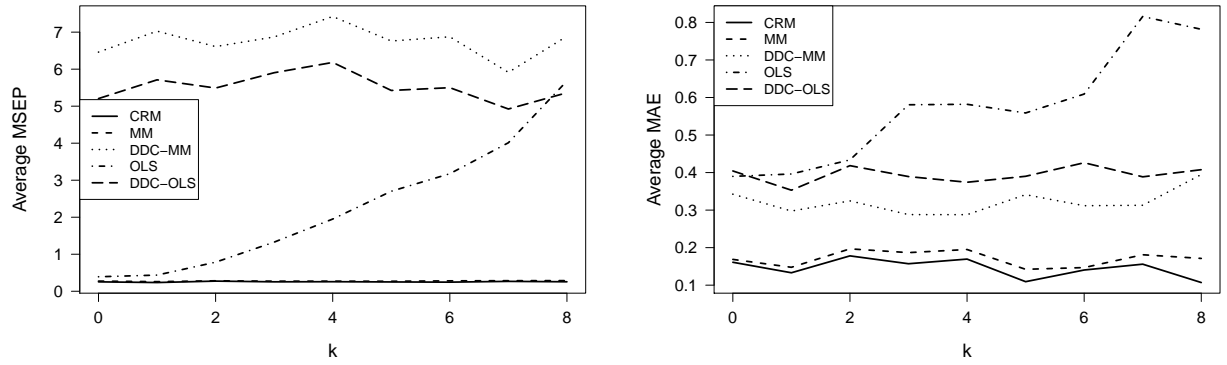 Average MSEP
7
6
5
4
3
2
1
0
CRM
MM
DDC−MM
OLS
DDC−OLS
0 2 4 6 8
k
Average MAE
0.8
0.7
0.6
0.5
0.4
0.3
0.2
0.1
CRM
MM
DDC−MM
OLS
DDC−OLS
0 2 4 6 8
k